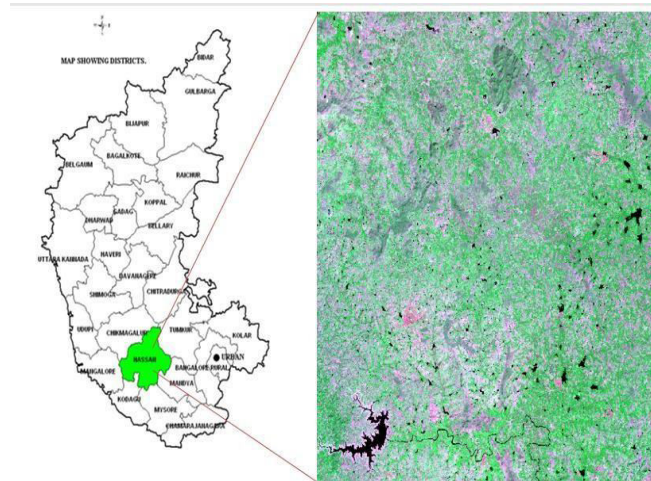 MAP SHOWING DISTRICTS.
BIDAR
GULBARGA
BIJAPUR
BAGALKOTE
BELGAUM
RAICHUR
KOPPAL
GADAG
DHARWAD
BELLARY
UTTARA KANNADA
HAVERI
DAVANAGERE
SHIMOGA
CHITRADURGA
UDUPI
CHIKMAGALUR
TUMKUR
KOLAR
HASSAN
URBAN
MANGALORE
BANGALORE RURAL
MANDYA
KODAGU
MYSORE
CHAMARAJANAGARA